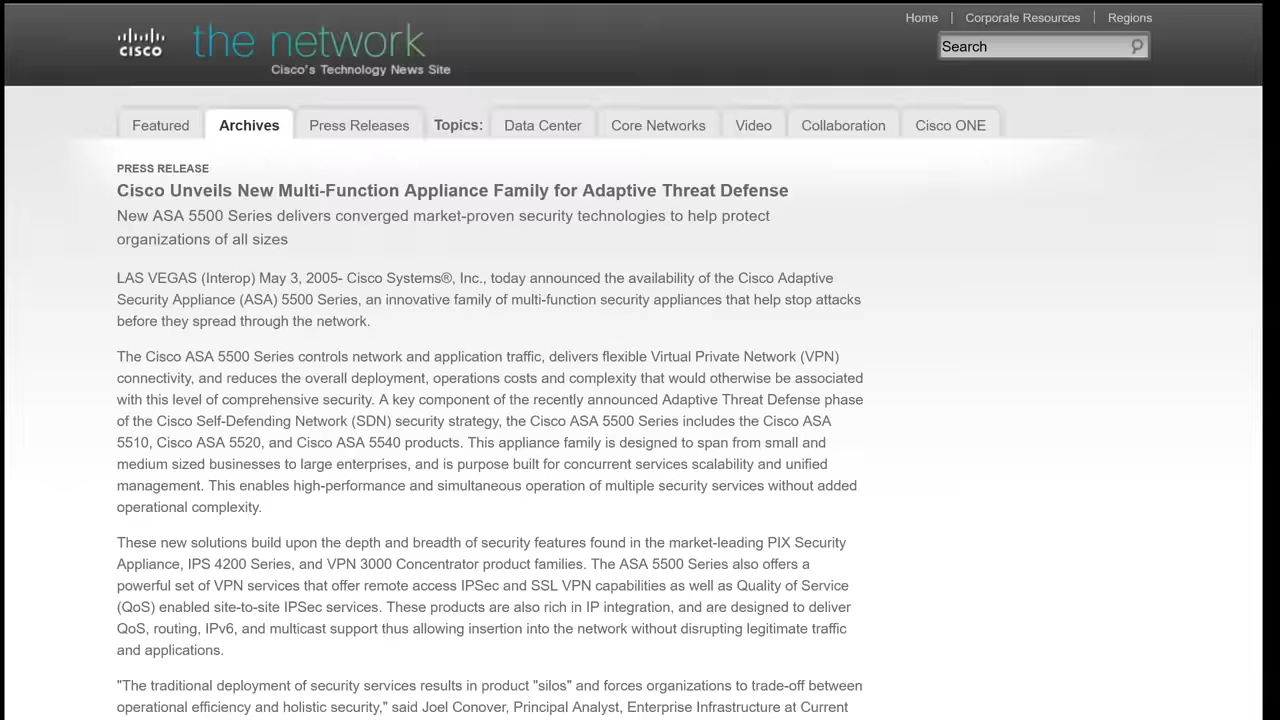 Home | Corporate Resources | Regions
cisco the network
Cisco's Technology News Site
Search
Featured Archives Press Releases Topics: Data Center Core Networks Video Collaboration Cisco ONE
PRESS RELEASE
Cisco Unveils New Multi-Function Appliance Family for Adaptive Threat Defense
New ASA 5500 Series delivers converged market-proven security technologies to help protect
organizations of all sizes
LAS VEGAS (Interop) May 3, 2005- Cisco Systems®, Inc., today announced the availability of the Cisco Adaptive
Security Appliance (ASA) 5500 Series, an innovative family of multi-function security appliances that help stop attacks
before they spread through the network.
The Cisco ASA 5500 Series controls network and application traffic, delivers flexible Virtual Private Network (VPN)
connectivity, and reduces the overall deployment, operations costs and complexity that would otherwise be associated
with this level of comprehensive security. A key component of the recently announced Adaptive Threat Defense phase
of the Cisco Self-Defending Network (SDN) security strategy, the Cisco ASA 5500 Series includes the Cisco ASA
5510, Cisco ASA 5520, and Cisco ASA 5540 products. This appliance family is designed to span from small and
medium sized businesses to large enterprises, and is purpose built for concurrent services scalability and unified
management. This enables high-performance and simultaneous operation of multiple security services without added
operational complexity.
These new solutions build upon the depth and breadth of security features found in the market-leading PIX Security
Appliance, IPS 4200 Series, and VPN 3000 Concentrator product families. The ASA 5500 Series also offers a
powerful set of VPN services that offer remote access IPSec and SSL VPN capabilities as well as Quality of Service
(QoS) enabled site-to-site IPSec services. These products are also rich in IP integration, and are designed to deliver
QoS, routing, IPv6, and multicast support thus allowing insertion into the network without disrupting legitimate traffic
and applications.
"The traditional deployment of security services results in product "silos" and forces organizations to trade-off between
operational efficiency and holistic security," said Joel Conover, Principal Analyst, Enterprise Infrastructure at Current